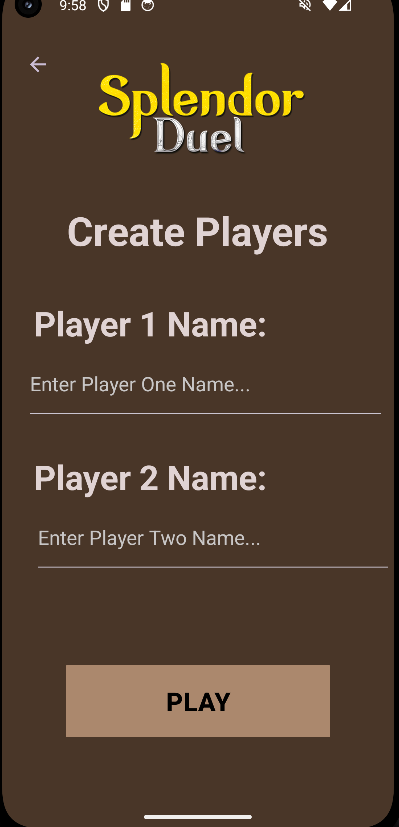 9:58
Splendor
Duel
Create Players
Player 1 Name:
Enter Player One Name...
Player 2 Name:
Enter Player Two Name...
PLAY